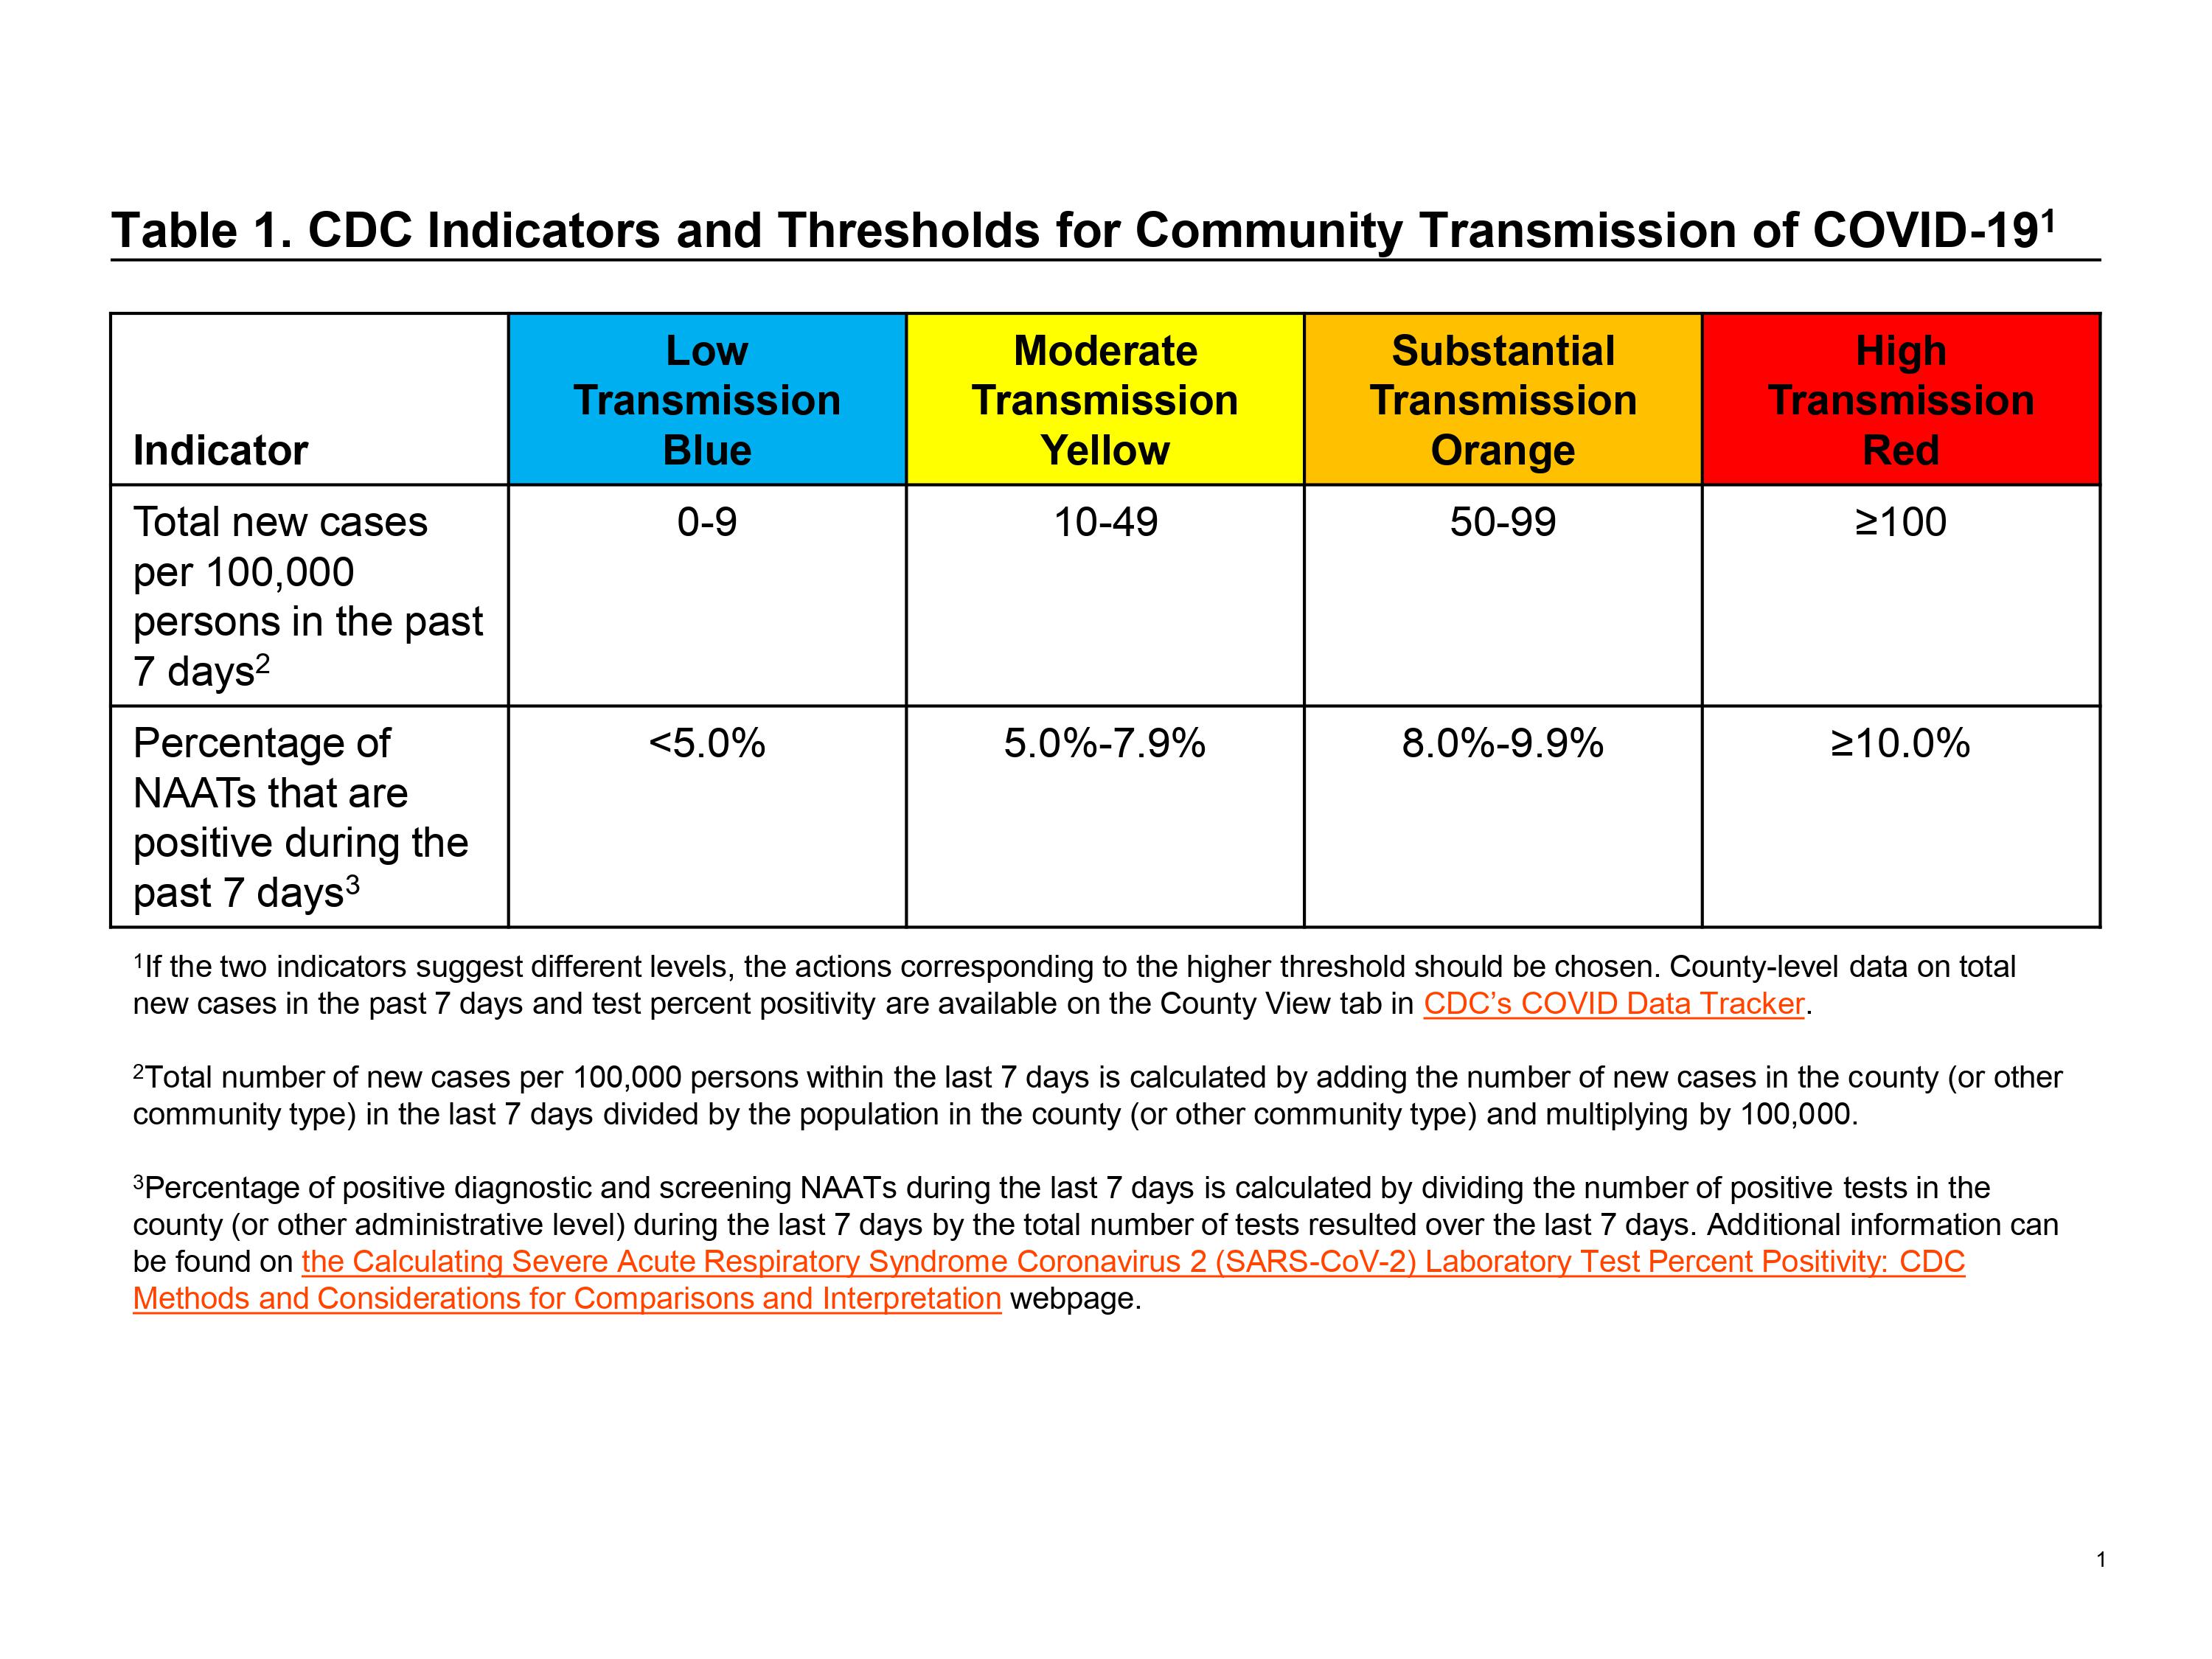 Table 1. CDC Indicators and Thresholds for Community Transmission of COVID-19¹
Indicator
Low
Transmission
Blue
Moderate
Transmission
Yellow
Substantial
Transmission
Orange
High
Transmission
Red
Total new cases
per 100,000
persons in the past
7 days²
0-9
10-49
50-99
≥100
Percentage of
NAATs that are
positive during the
past 7 days³
<5.0%
5.0%-7.9%
8.0%-9.9%
≥10.0%
¹If the two indicators suggest different levels, the actions corresponding to the higher threshold should be chosen. County-level data on total
new cases in the past 7 days and test percent positivity are available on the County View tab in CDC’s COVID Data Tracker.
²Total number of new cases per 100,000 persons within the last 7 days is calculated by adding the number of new cases in the county (or other
community type) in the last 7 days divided by the population in the county (or other community type) and multiplying by 100,000.
³Percentage of positive diagnostic and screening NAATs during the last 7 days is calculated by dividing the number of positive tests in the
county (or other administrative level) during the last 7 days by the total number of tests resulted over the last 7 days. Additional information can
be found on the Calculating Severe Acute Respiratory Syndrome Coronavirus 2 (SARS-CoV-2) Laboratory Test Percent Positivity: CDC
Methods and Considerations for Comparisons and Interpretation webpage.
1